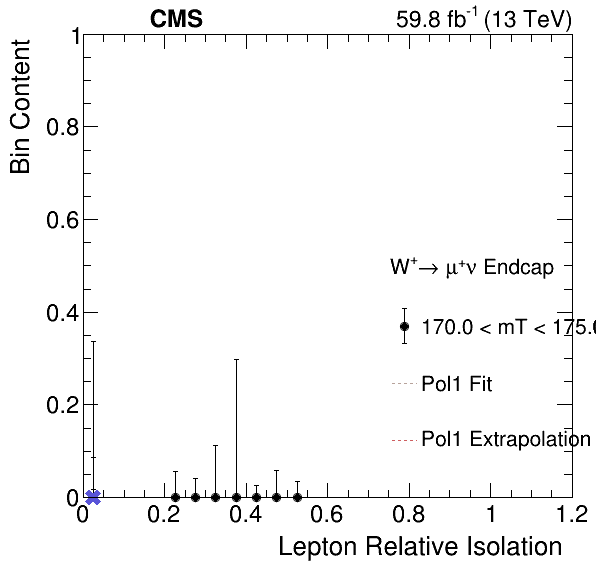 CMS 59.8 fb⁻¹ (13 TeV)
Bin Content
1
0.8
0.6
0.4
0.2
0
W⁺→ μ⁺ν Endcap
170.0 < mT < 175.0
Pol1 Fit
Pol1 Extrapolation
0 0.2 0.4 0.6 0.8 1 1.2
Lepton Relative Isolation